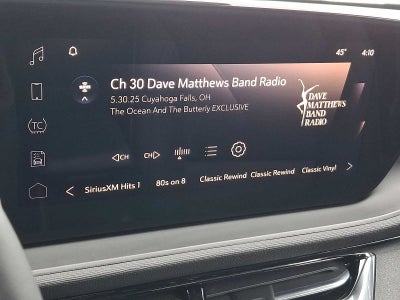 45° 4:10
Ch 30 Dave Matthews Band Radio
5.30.25 Cuyahoga Falls, OH
The Ocean And The Butterfly EXCLUSIVE
DAVE
MATTHEWS
BAND
RADIO
TC
CH CH
SiriusXM Hits 1 80s on 8 Classic Rewind Classic Rewind Classic Vinyl